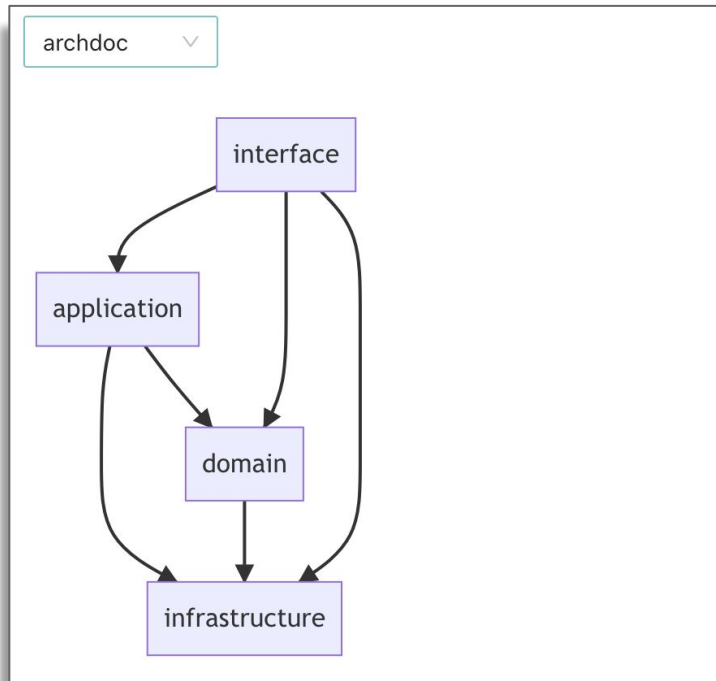 archdoc
interface
application
domain
infrastructure